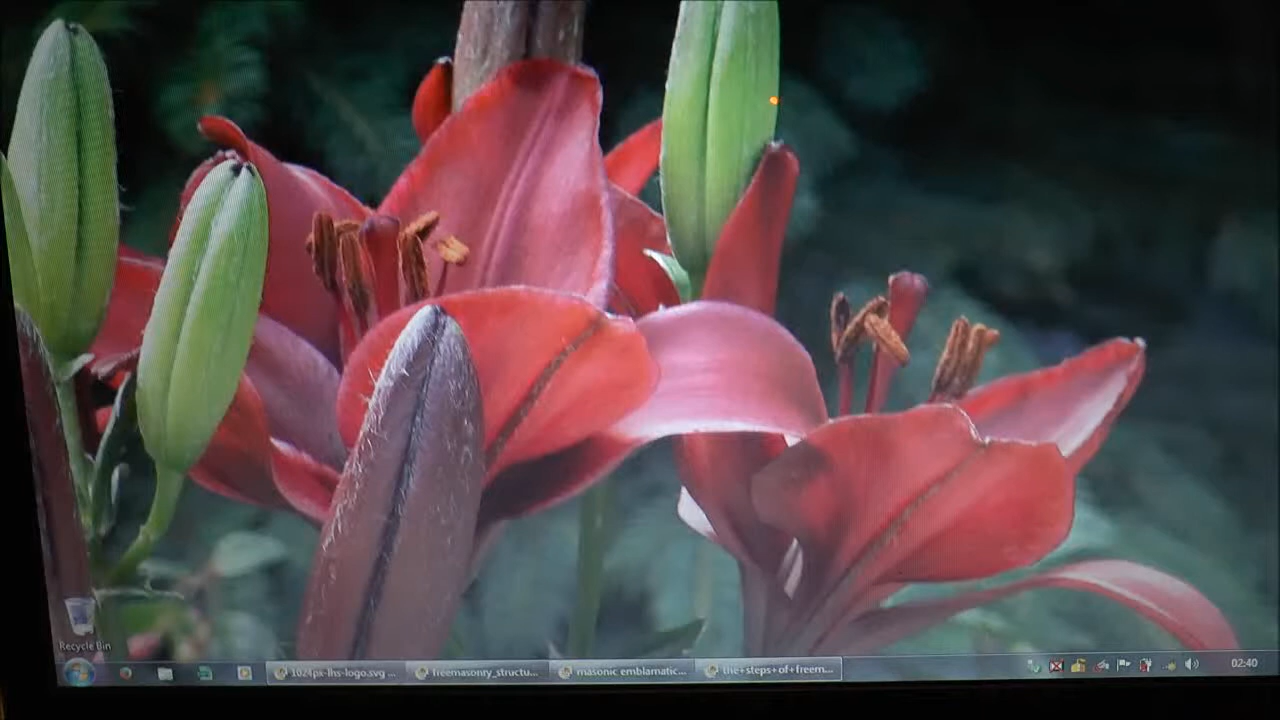 Recycle Bin
1024px-lhs-logo.svg ...
freemasonry_structu...
masonic emblamatic...
the+steps+of+freem...
02:40